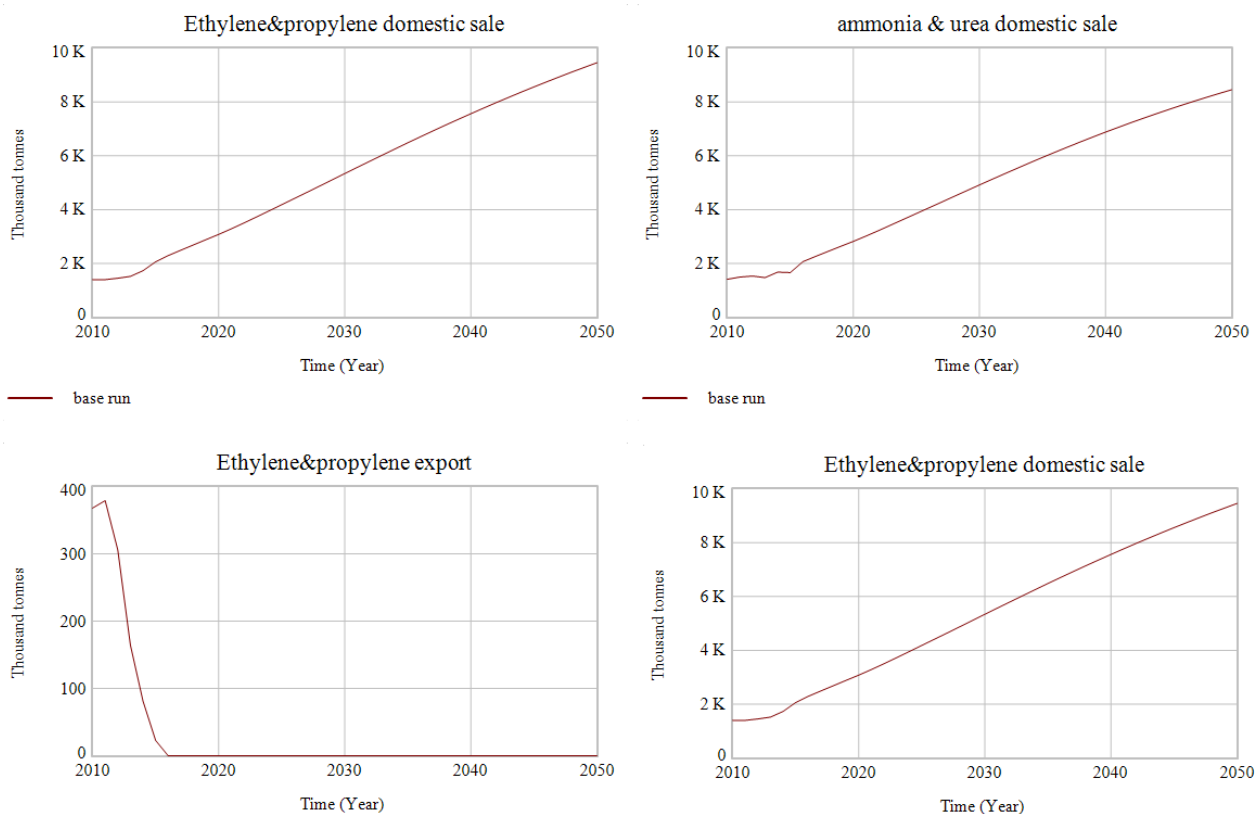 Ethylene&propylene domestic sale
10 K
8 K
6 K
4 K
2 K
0
Thousand tonnes
2010 2020 2030 2040 2050
Time (Year)
base run
ammonia & urea domestic sale
10 K
8 K
6 K
4 K
2 K
0
Thousand tonnes
2010 2020 2030 2040 2050
Time (Year)
base run
Ethylene&propylene export
400
300
200
100
0
Thousand tonnes
2010 2020 2030 2040 2050
Time (Year)
Ethylene&propylene domestic sale
10 K
8 K
6 K
4 K
2 K
0
Thousand tonnes
2010 2020 2030 2040 2050
Time (Year)